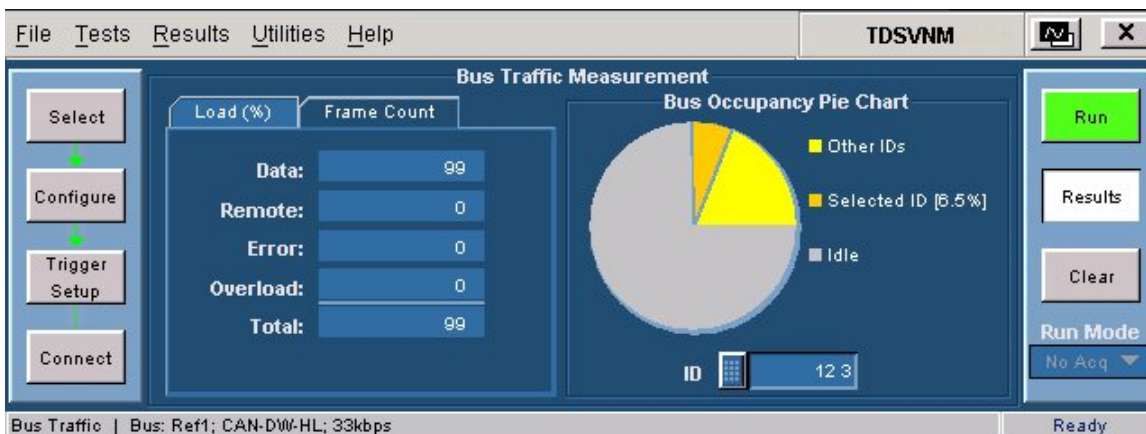 File Tests Results Utilities Help TDSVNM X
Bus Traffic Measurement
Select
Configure
Trigger
Setup
Connect
Load (%) Frame Count
Data: 99
Remote: 0
Error: 0
Overload: 0
Total: 99
Bus Occupancy Pie Chart
Other IDs
Selected ID [6.5%]
Idle
ID 12 3
Run
Results
Clear
Run Mode
No Acq
Bus Traffic | Bus: Ref1; CAN-DW-HL; 33kbps Ready